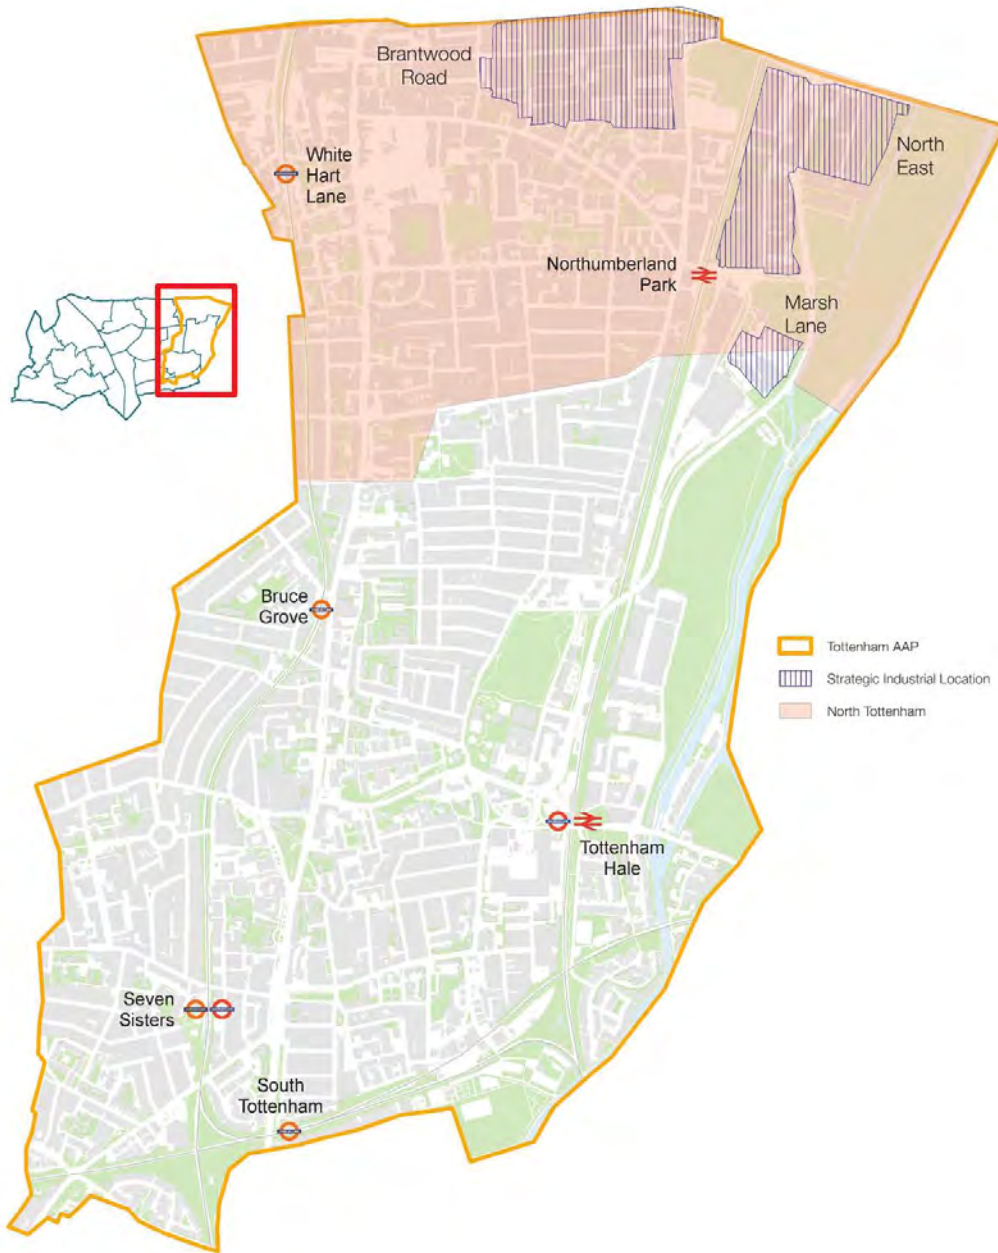 Brantwood
Road
North
East
White
Hart
Lane
Northumberland
Park
Marsh
Lane
Bruce
Grove
Tottenham AAP
Strategic Industrial Location
North Tottenham
Tottenham
Hale
Seven
Sisters
South
Tottenham